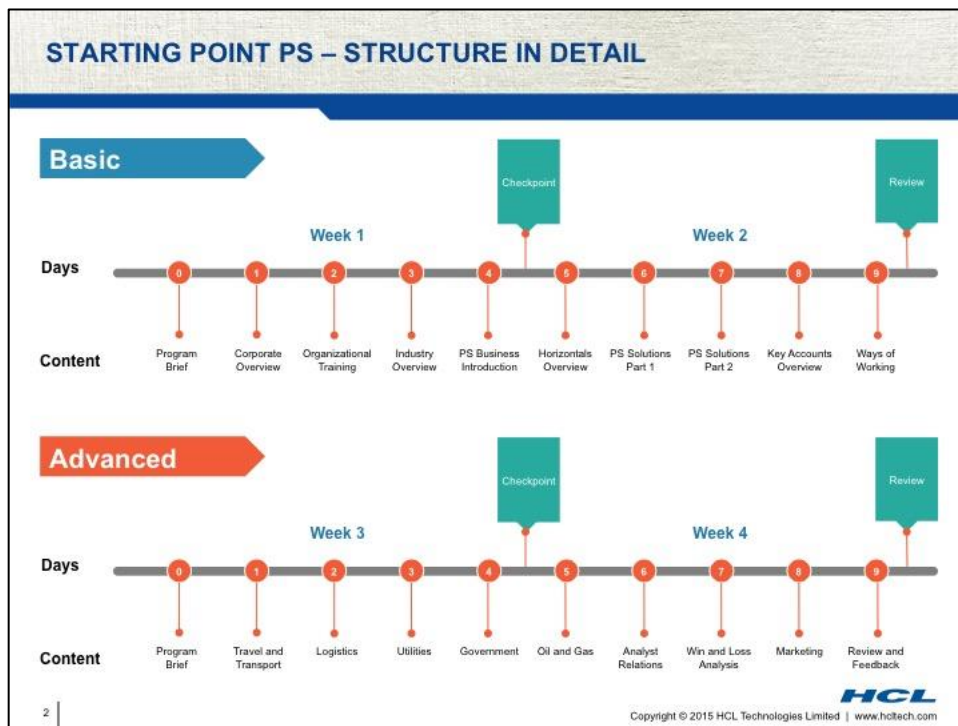 STARTING POINT PS – STRUCTURE IN DETAIL
Basic
Checkpoint
Review
Week 1
Week 2
Days
0 1 2 3 4 5 6 7 8 9
Content
Program
Brief
Corporate
Overview
Organizational
Training
Industry
Overview
PS Business
Introduction
Horizontals
Overview
PS Solutions
Part 1
PS Solutions
Part 2
Key Accounts
Overview
Ways of
Working
Advanced
Checkpoint
Review
Week 3
Week 4
Days
0 1 2 3 4 5 6 7 8 9
Content
Program
Brief
Travel and
Transport
Logistics
Utilities
Government
Oil and Gas
Analyst
Relations
Win and Loss
Analysis
Marketing
Review and
Feedback
HCL
2
Copyright © 2015 HCL Technologies Limited | www.hcltech.com